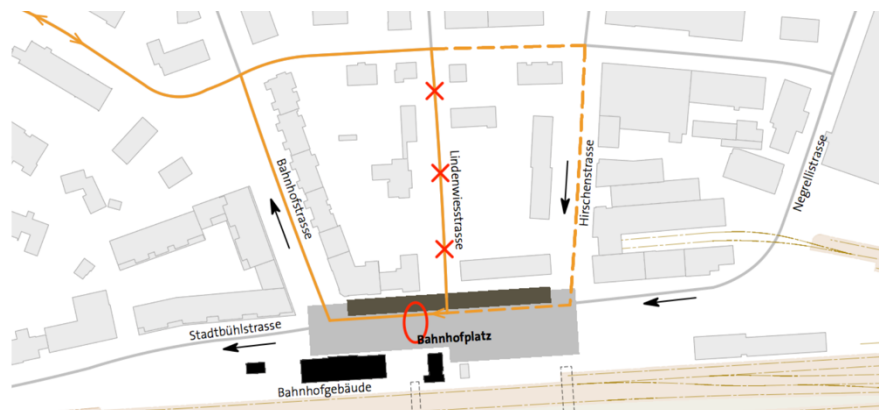 Bahnhofstrasse
Lindenwiesstrasse
Hirschenstrasse
Negrellistrasse
Stadtbühlstrasse
Bahnhofplatz
Bahnhofgebäude